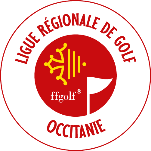 LIGUE RÉGIONALE DE GOLF
ffgolf®
OCCITANIE